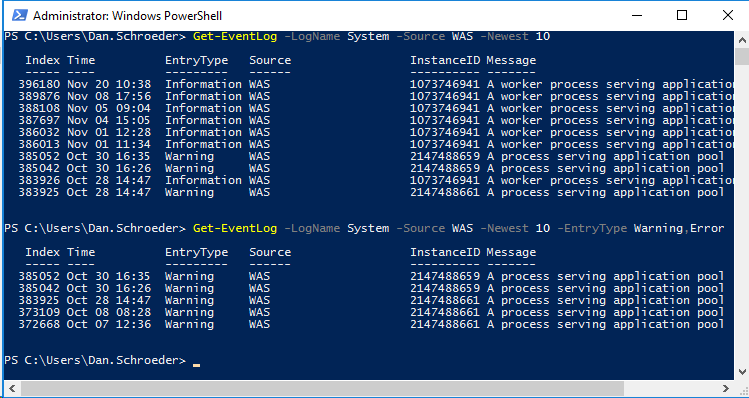 Administrator: Windows PowerShell
PS C:\Users\Dan.Schroeder> Get-EventLog -LogName System -Source WAS -Newest 10
Index Time EntryType Source InstanceID Message
----- ---- --------- ------ ---------- -------
396180 Nov 20 10:38 Information WAS 1073746941 A worker process serving application
389876 Nov 08 17:56 Information WAS 1073746941 A worker process serving application
388108 Nov 05 09:04 Information WAS 1073746941 A worker process serving application
387697 Nov 04 15:05 Information WAS 1073746941 A worker process serving application
386032 Nov 01 12:28 Information WAS 1073746941 A worker process serving application
386013 Nov 01 11:34 Information WAS 1073746941 A worker process serving application
385052 Oct 30 16:35 Warning WAS 2147488659 A process serving application pool
385042 Oct 30 16:26 Warning WAS 2147488659 A process serving application pool
383926 Oct 28 14:47 Information WAS 1073746941 A worker process serving application
383925 Oct 28 14:47 Warning WAS 2147488661 A process serving application pool
PS C:\Users\Dan.Schroeder> Get-EventLog -LogName System -Source WAS -Newest 10 -EntryType Warning,Error
Index Time EntryType Source InstanceID Message
----- ---- --------- ------ ---------- -------
385052 Oct 30 16:35 Warning WAS 2147488659 A process serving application pool
385042 Oct 30 16:26 Warning WAS 2147488659 A process serving application pool
383925 Oct 28 14:47 Warning WAS 2147488661 A process serving application pool
373109 Oct 08 08:28 Warning WAS 2147488661 A process serving application pool
372668 Oct 07 12:36 Warning WAS 2147488661 A process serving application pool
PS C:\Users\Dan.Schroeder> _